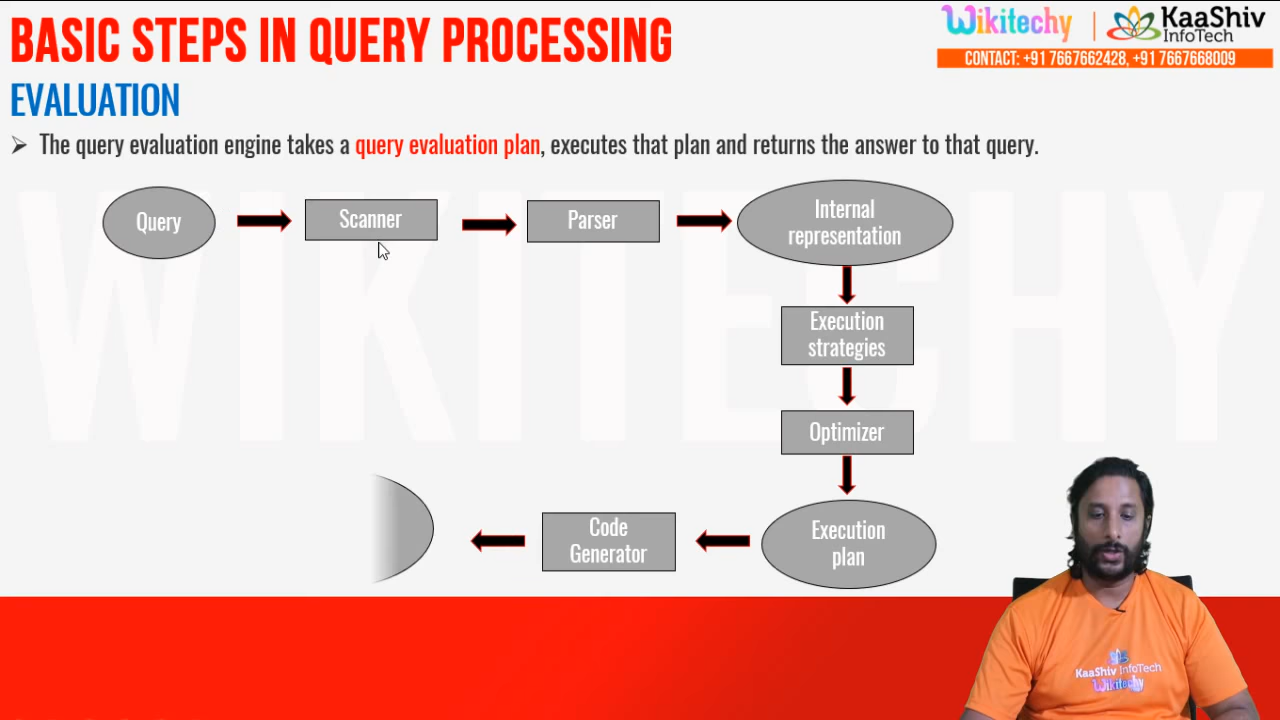 BASIC STEPS IN QUERY PROCESSING
Wikitechy
KaaShiv
InfoTech
CONTACT: +91 7667662428, +91 7667668009
EVALUATION
The query evaluation engine takes a query evaluation plan, executes that plan and returns the answer to that query.
WIKITECHY
Query
Scanner
Parser
Internal
representation
Execution
strategies
Optimizer
Execution
plan
Code
Generator
KaaShiv InfoTech
Wikitechy